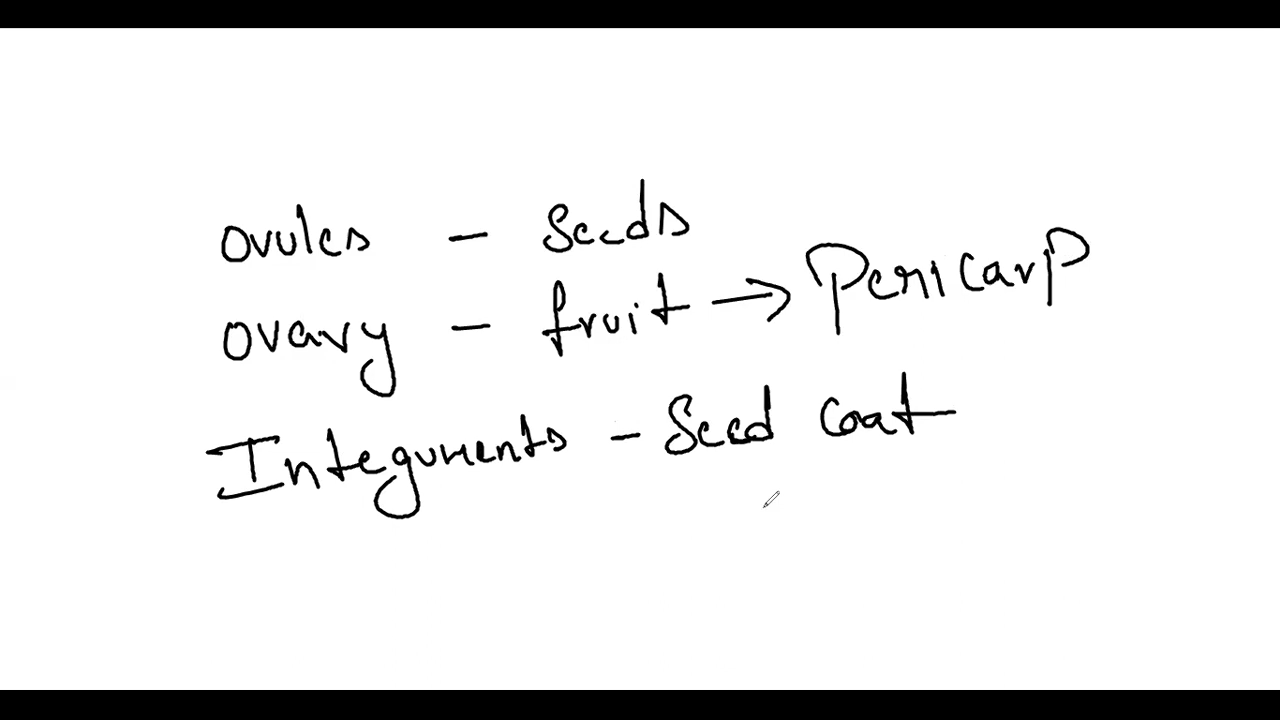 ovules - seeds
ovary - fruit → Pericarp
Integuments - Seed coat